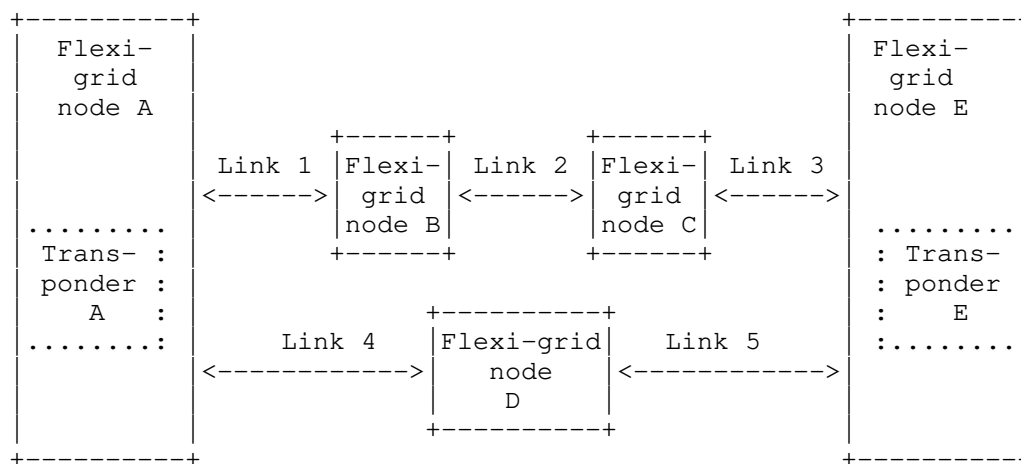 Flexi-
grid
node A
Flexi-
grid
node E
Link 1
Flexi-
grid
node B
Link 2
Flexi-
grid
node C
Link 3
Trans-
ponder
A
Trans-
ponder
E
Link 4
Flexi-grid
node
D
Link 5